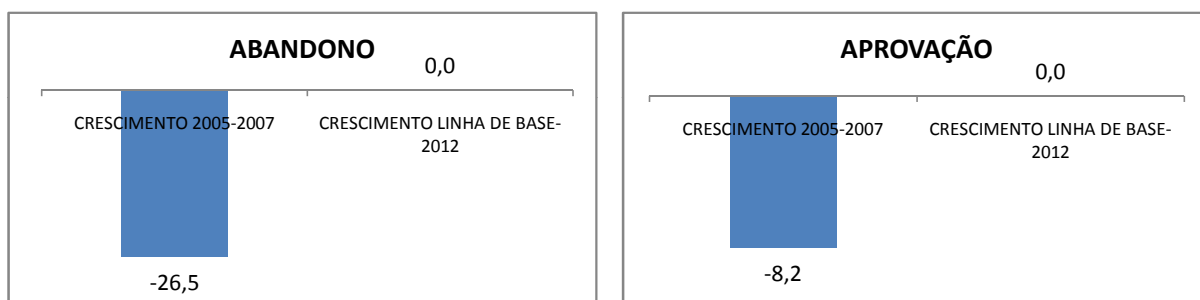 ABANDONO
0,0
CRESCIMENTO 2005-2007
CRESCIMENTO LINHA DE BASE-
2012
-26,5
APROVAÇÃO
0,0
CRESCIMENTO 2005-2007
CRESCIMENTO LINHA DE BASE-
2012
-8,2